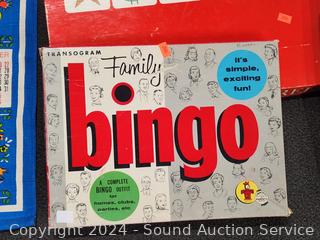 TRANSOGRAM
Family
bingo
it's
simple,
exciting
fun!
A COMPLETE
BINGO OUTFIT
for
homes, clubs,
parties, etc.
Copyright 2024 - Sound Auction Service